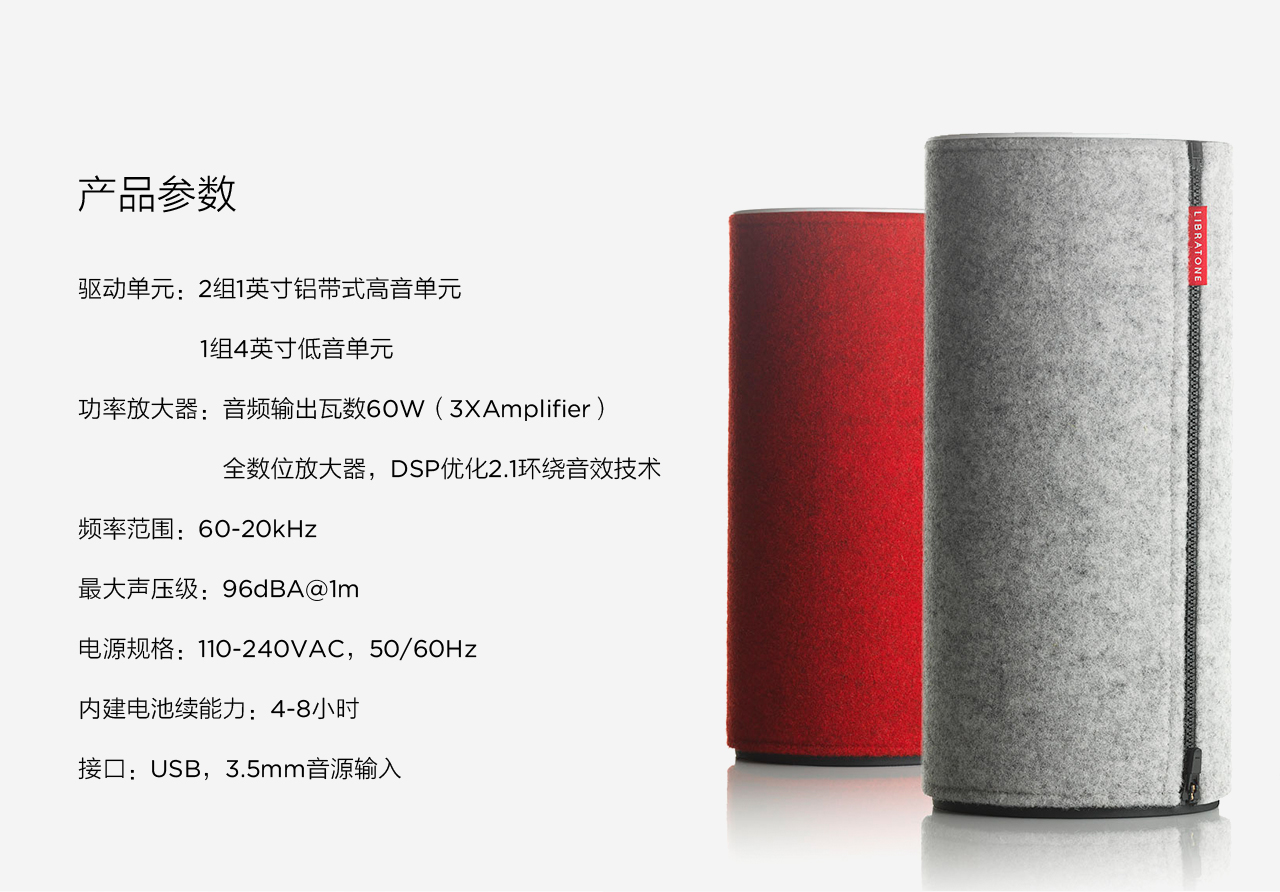 产品参数
驱动单元：2组1英寸铝带式高音单元
1组4英寸低音单元
功率放大器：音频输出瓦数60W（3XAmplifier）
全数位放大器，DSP优化2.1环绕音效技术
频率范围：60-20kHz
最大声压级：96dBA@1m
电源规格：110-240VAC，50/60Hz
内建电池续能力：4-8小时
接口：USB，3.5mm音源输入
LIBRATONE